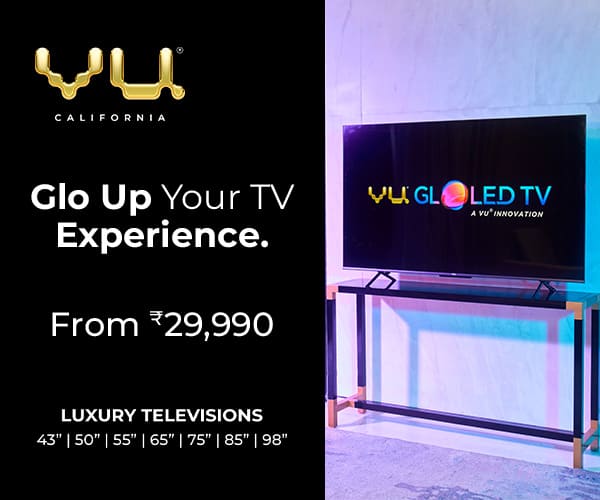 VU
CALIFORNIA
Glo Up Your TV
Experience.
From ₹29,990
LUXURY TELEVISIONS
43” | 50” | 55” | 65” | 75” | 85” | 98”
VU GLOLED TV
A VU® INNOVATION